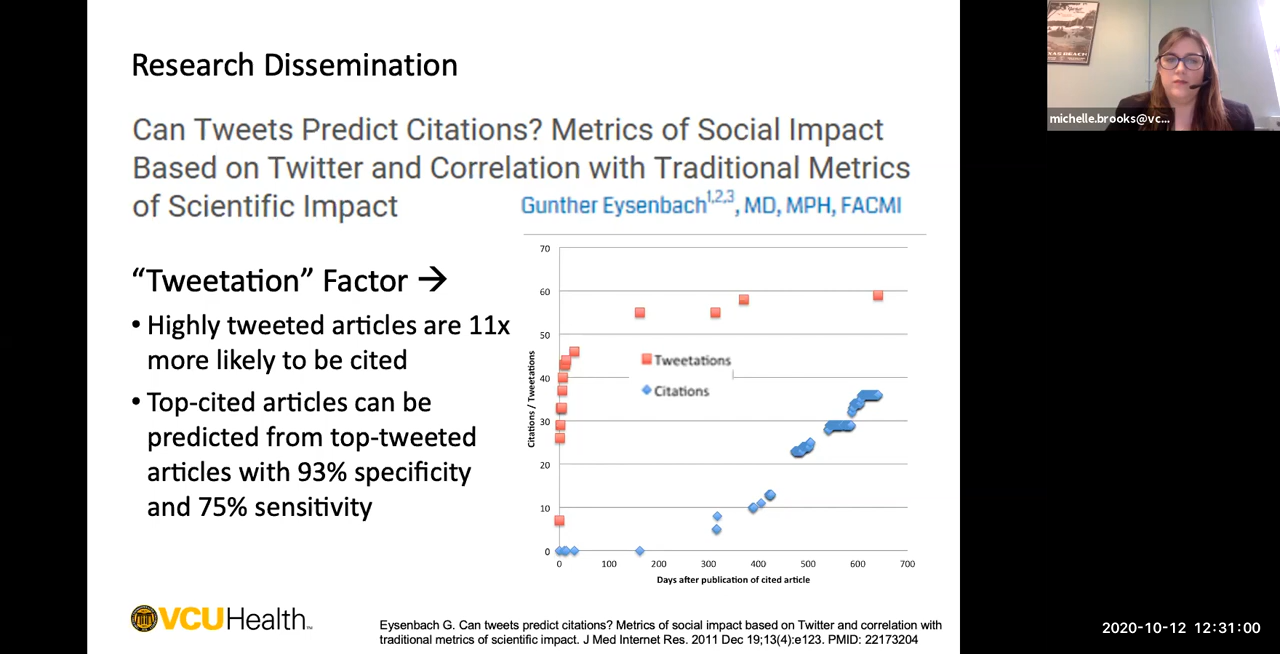 Research Dissemination
Can Tweets Predict Citations? Metrics of Social Impact
Based on Twitter and Correlation with Traditional Metrics
of Scientific Impact
Gunther Eysenbach1,2,3, MD, MPH, FACMI
“Tweetation” Factor →
• Highly tweeted articles are 11x
more likely to be cited
• Top-cited articles can be
predicted from top-tweeted
articles with 93% specificity
and 75% sensitivity
Citations / Tweetations
70
60
50
40
30
20
10
0
Tweetations
Citations
0 100 200 300 400 500 600 700
Days after publication of cited article
VCUHealth™
Eysenbach G. Can tweets predict citations? Metrics of social impact based on Twitter and correlation with
traditional metrics of scientific impact. J Med Internet Res. 2011 Dec 19;13(4):e123. PMID: 22173204
michelle.brooks@vc...
2020-10-12 12:31:00